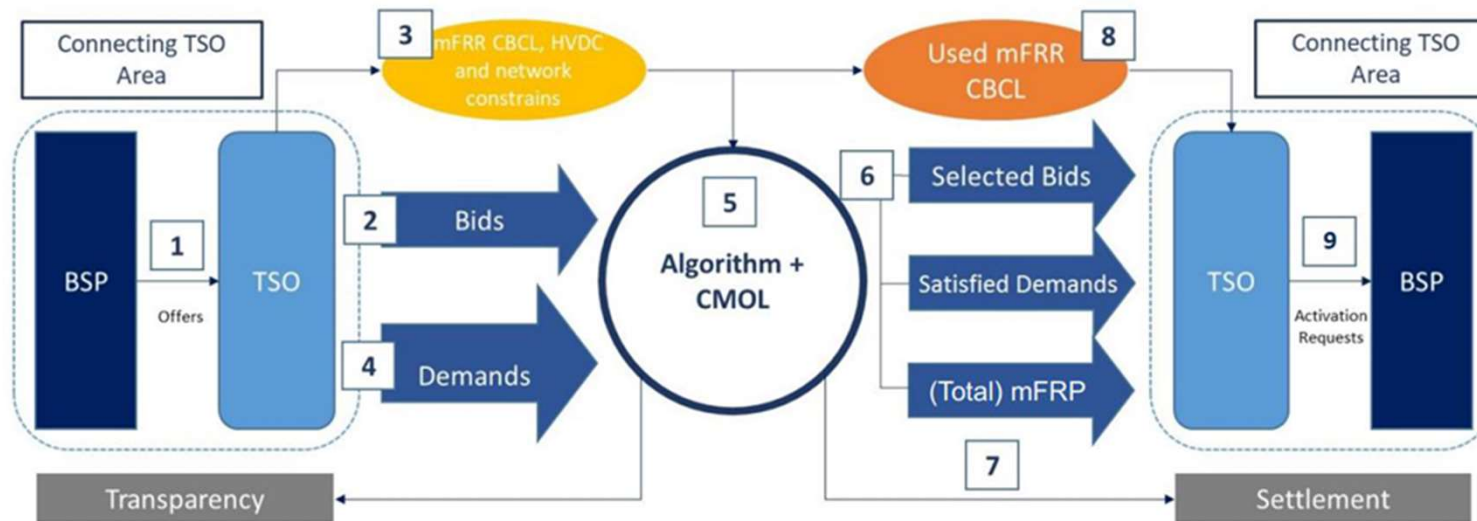 Connecting TSO
Area
3
mFRR CBCL, HVDC
and network
constrains
Used mFRR
CBCL
8
Connecting TSO
Area
BSP
1
Offers
TSO
2
Bids
4
Demands
5
Algorithm +
CMOL
6
Selected Bids
Satisfied Demands
(Total) mFRP
7
TSO
9
Activation
Requests
BSP
Transparency
Settlement